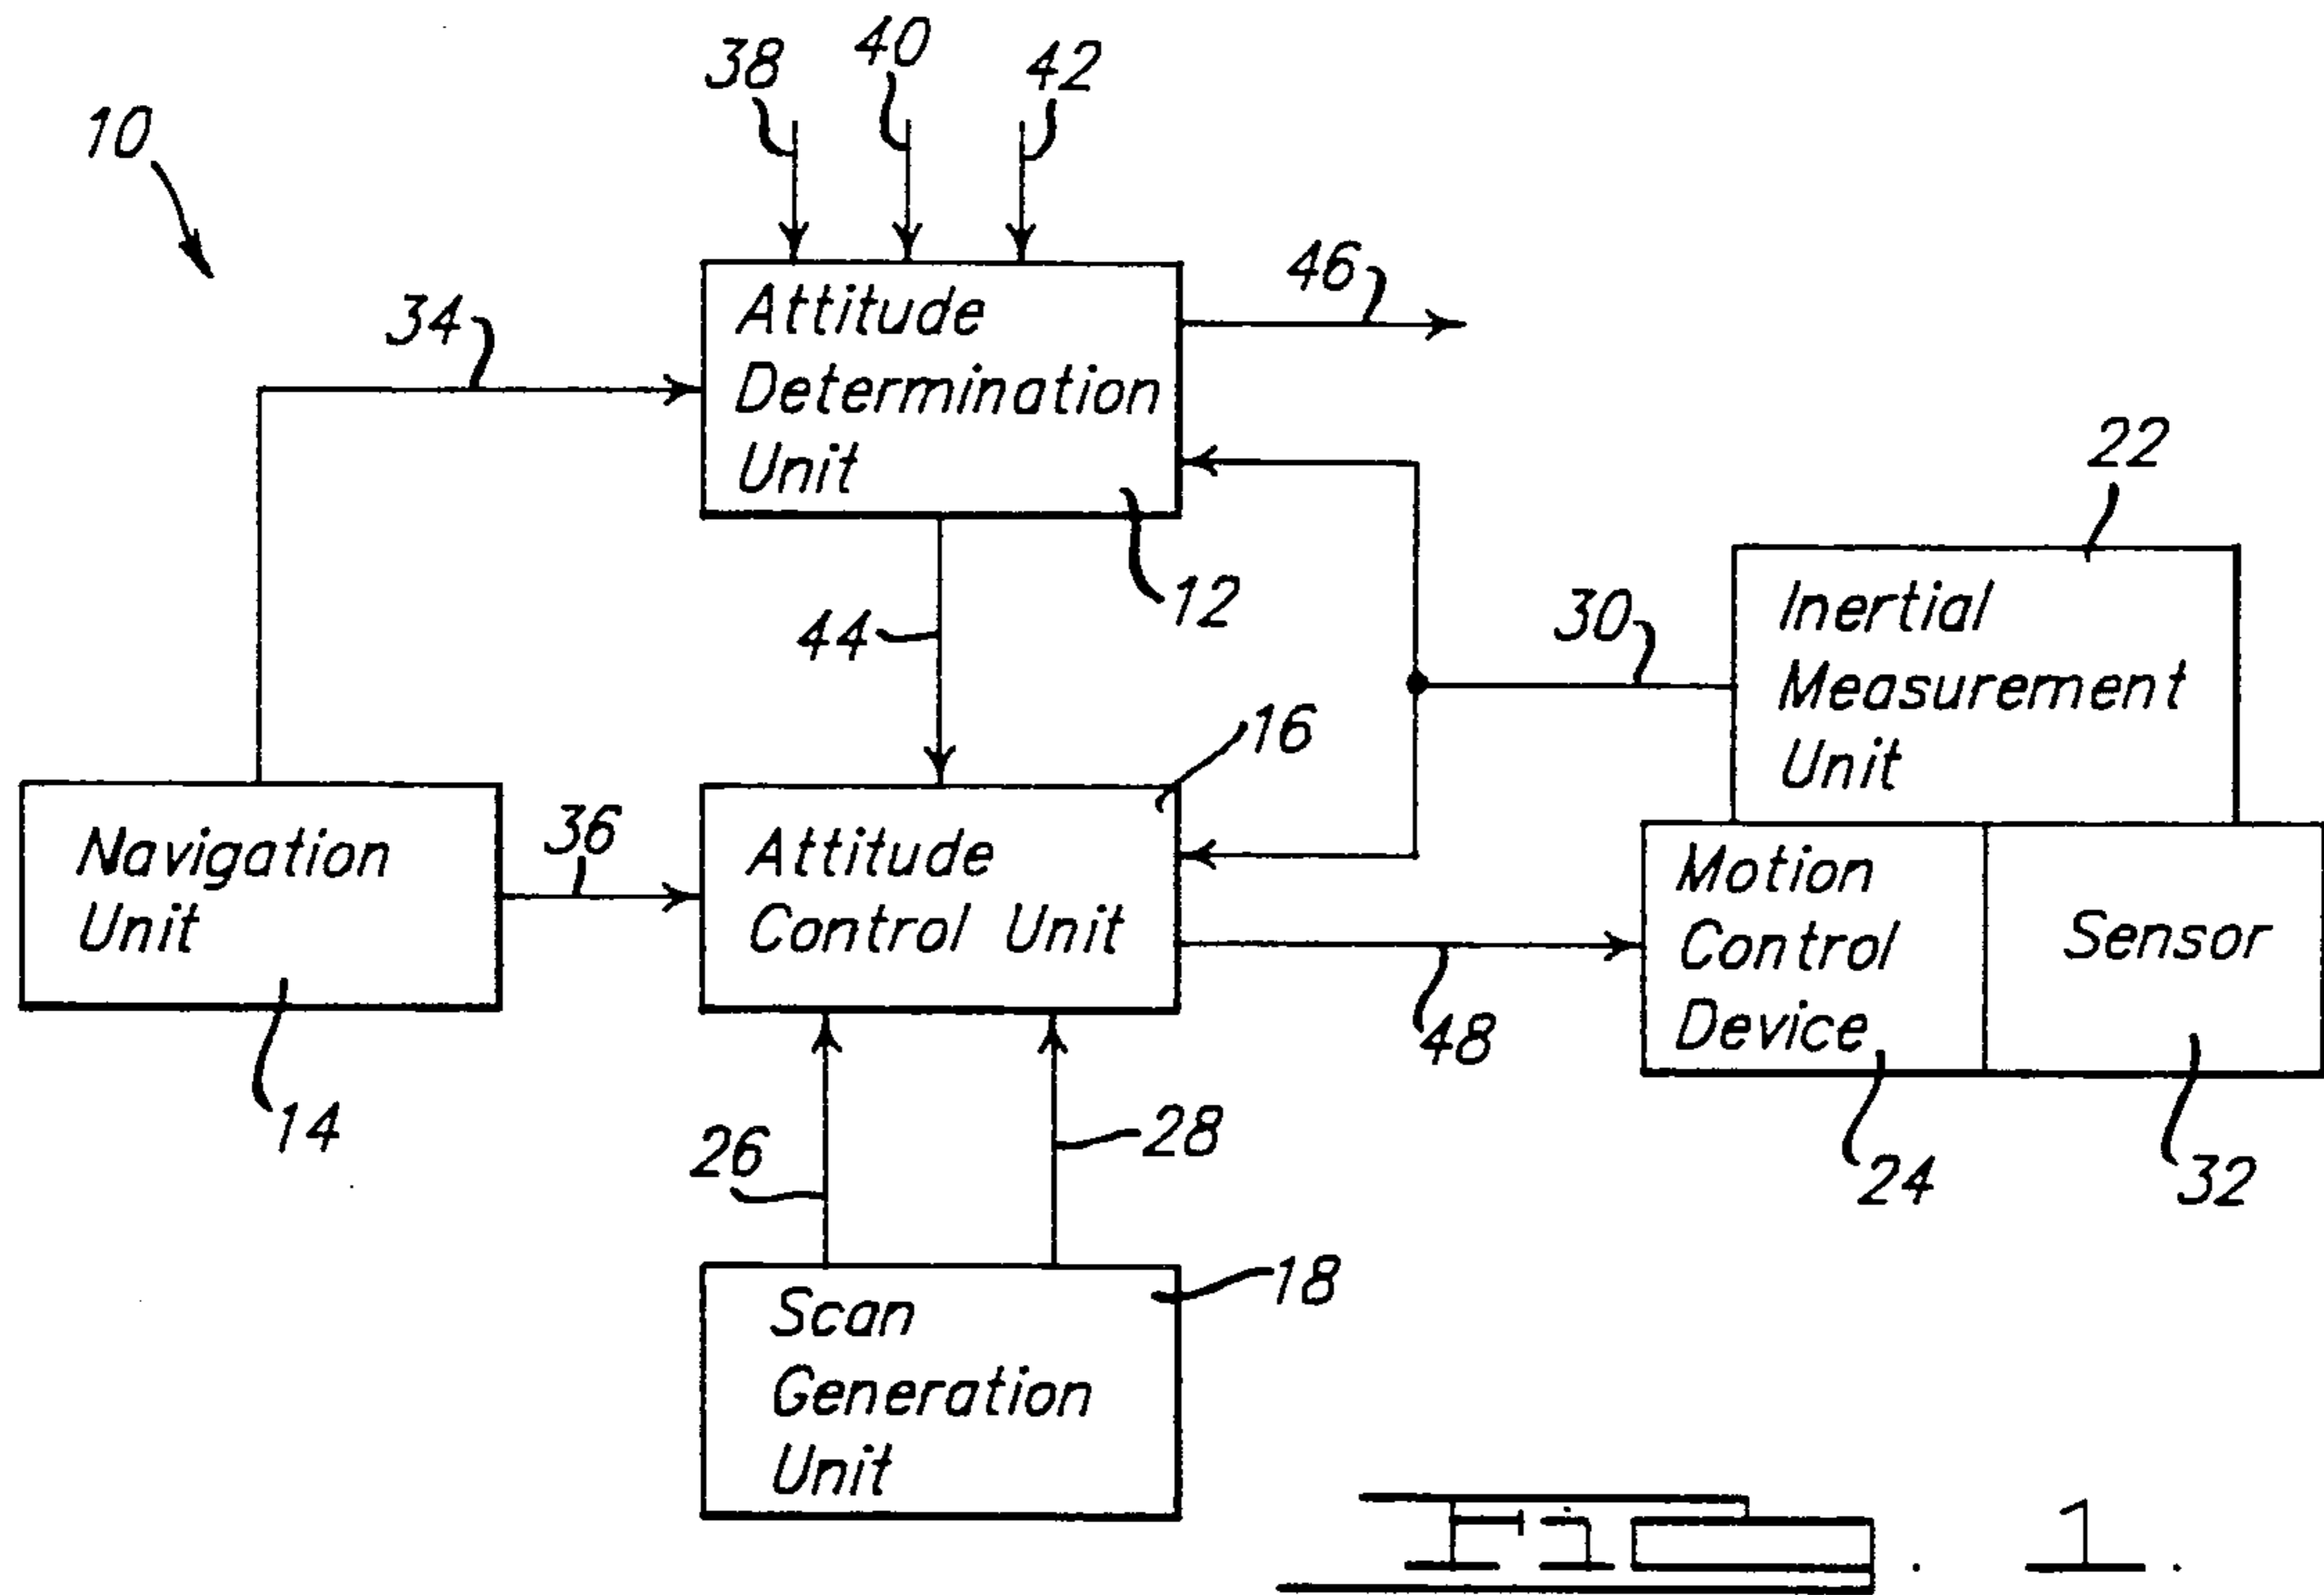 38
40
42
10
46
34
Attitude
Determination
Unit
22
12
44
30
Inertial
Measurement
Unit
16
Navigation
Unit
36
Attitude
Control Unit
Motion
Control
Device
Sensor
48
14
26
28
24
32
18
Scan
Generation
Unit
Fig. 1.